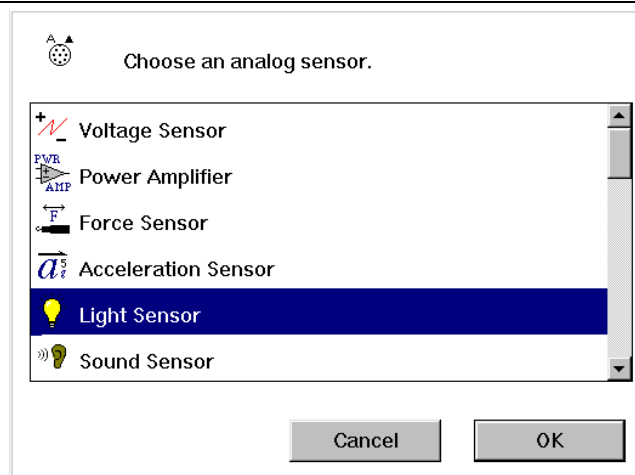 A
Choose an analog sensor.
+
-
Voltage Sensor
PWR
AMP
Power Amplifier
F
Force Sensor
a
Acceleration Sensor
Light Sensor
Sound Sensor
Cancel
OK